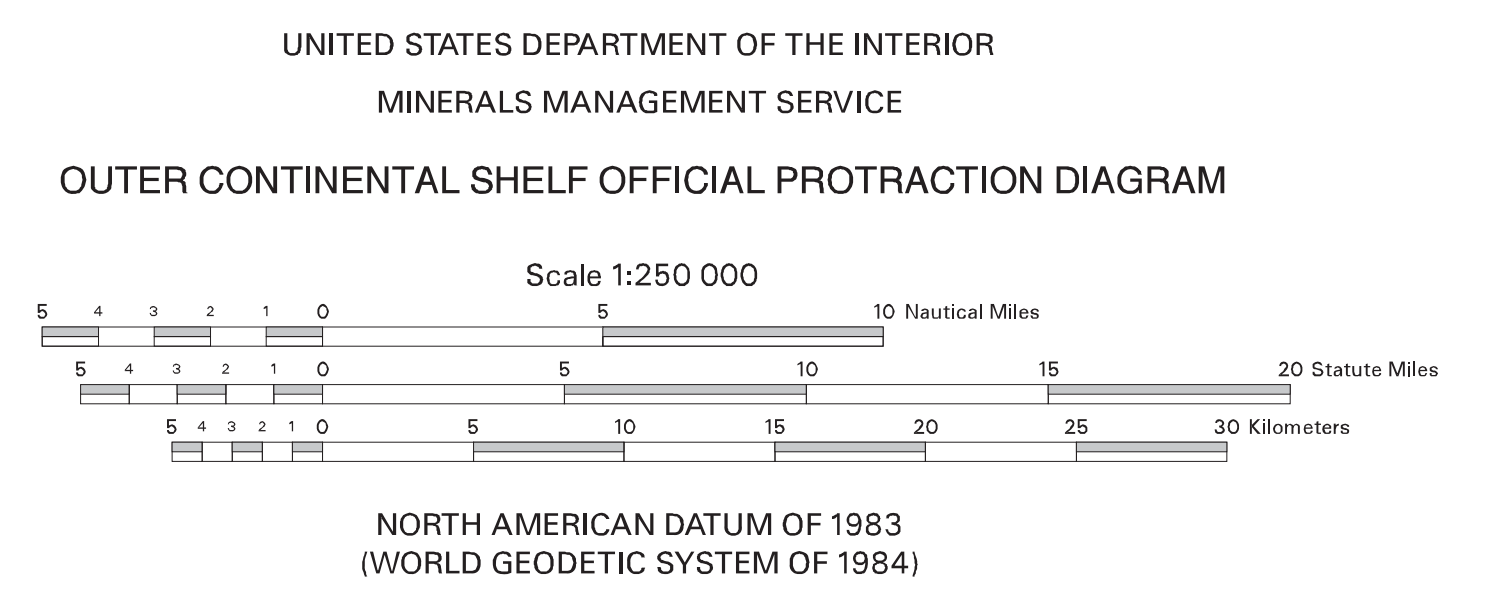 UNITED STATES DEPARTMENT OF THE INTERIOR
MINERALS MANAGEMENT SERVICE
OUTER CONTINENTAL SHELF OFFICIAL PROTRACTION DIAGRAM
Scale 1:250 000
5 4 3 2 1 0 5 10 Nautical Miles
5 4 3 2 1 0 5 10 15 20 Statute Miles
5 4 3 2 1 0 5 10 15 20 25 30 Kilometers
NORTH AMERICAN DATUM OF 1983
(WORLD GEODETIC SYSTEM OF 1984)